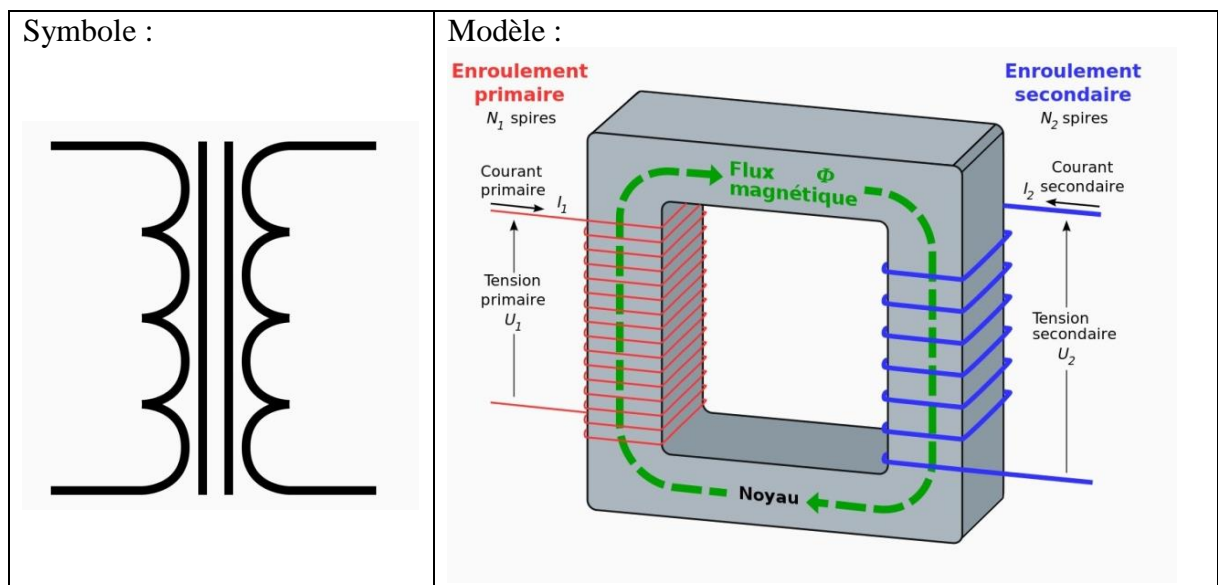 Symbole :
Modèle :
Enroulement
primaire
N1 spires
Enroulement
secondaire
N2 spires
Courant
primaire
I1
Flux Φ
magnétique
Courant
I2 secondaire
Tension
primaire
U1
Tension
secondaire
U2
Noyau